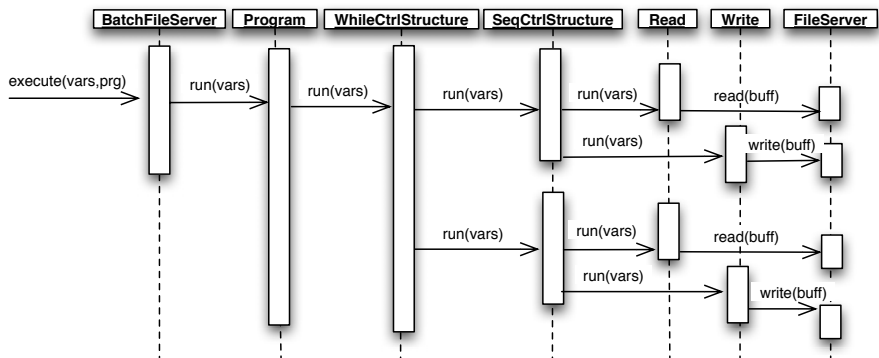 BatchFileServer Program WhileCtrlStructure SeqCtrlStructure Read Write FileServer
execute(vars,prg) run(vars) run(vars) run(vars) run(vars) read(buff)
run(vars) write(buff)
run(vars) run(vars) read(buff)
run(vars) write(buff)